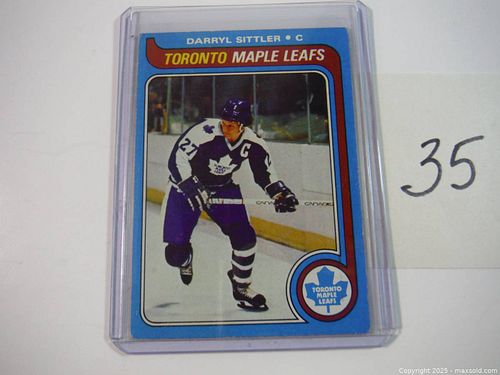 DARRYL SITTLER • C
TORONTO MAPLE LEAFS
27
C
TORONTO
MAPLE
LEAFS
35
Copyright 2025 - maxsold.com